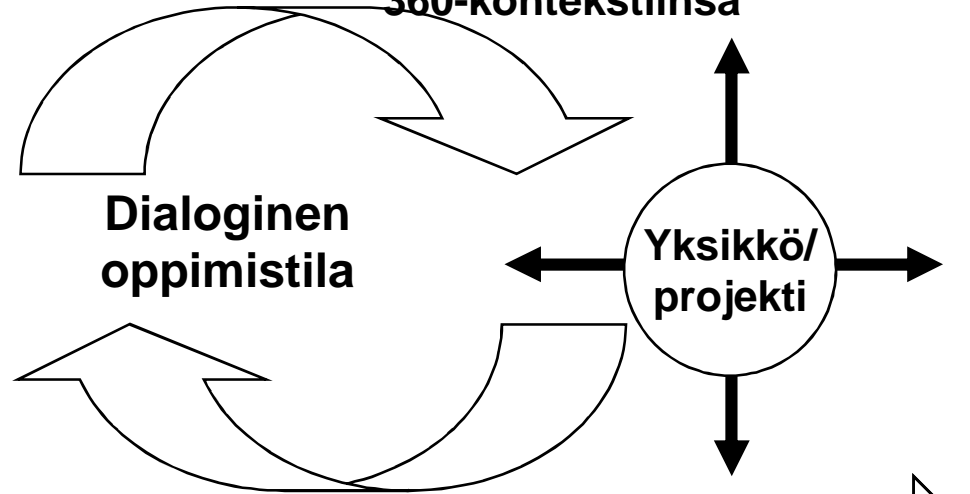 360-kontekstiinsa
Dialoginen
oppimistila
Yksikkö/
projekti